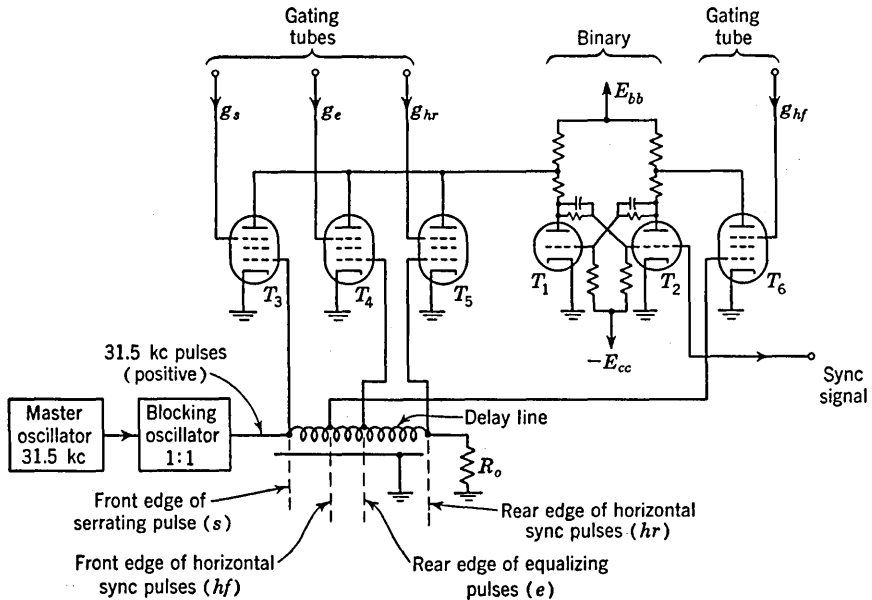 Gating
tubes
Binary
Gating
tube
g_s
g_e
g_hr
E_bb
g_hf
T_3
T_4
T_5
T_1
T_2
T_6
-E_cc
31.5 kc pulses
(positive)
Sync
signal
Master
oscillator
31.5 kc
Blocking
oscillator
1:1
Delay line
R_o
Front edge of
serrating pulse (s)
Rear edge of horizontal
sync pulses (hr)
Front edge of horizontal
sync pulses (hf)
Rear edge of equalizing
pulses (e)